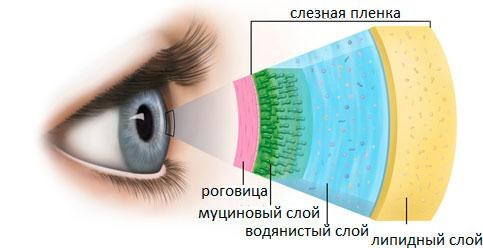 слезная пленка
роговица
муциновый слой
водянистый слой
липидный слой